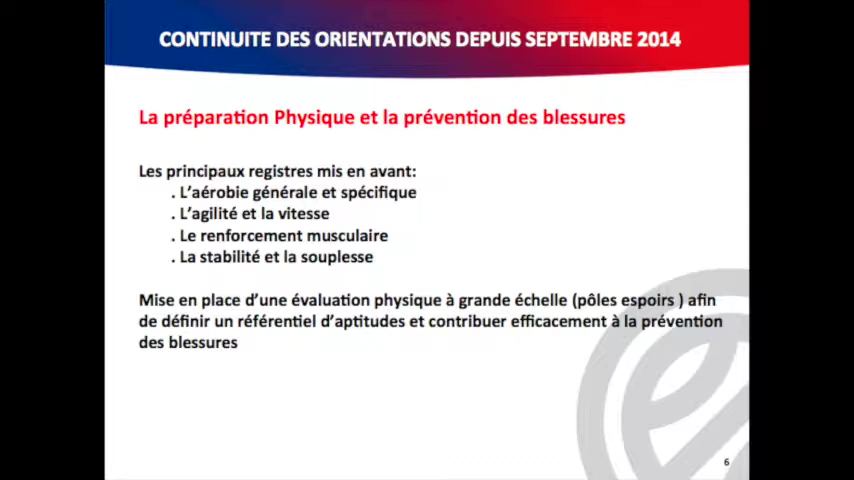 CONTINUITE DES ORIENTATIONS DEPUIS SEPTEMBRE 2014
La préparation Physique et la prévention des blessures
Les principaux registres mis en avant:
. L'aérobie générale et spécifique
. L'agilité et la vitesse
. Le renforcement musculaire
. La stabilité et la souplesse
Mise en place d'une évaluation physique à grande échelle (pôles espoirs ) afin
de définir un référentiel d'aptitudes et contribuer efficacement à la prévention
des blessures
6